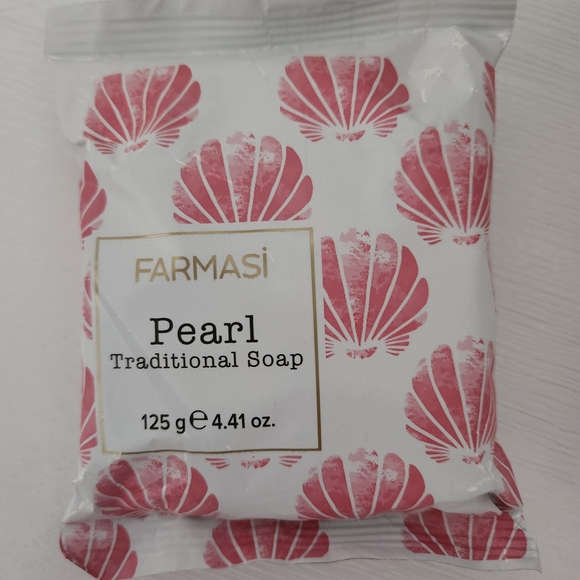 FARMASİ
Pearl
Traditional Soap
125 g ℮ 4.41 oz.